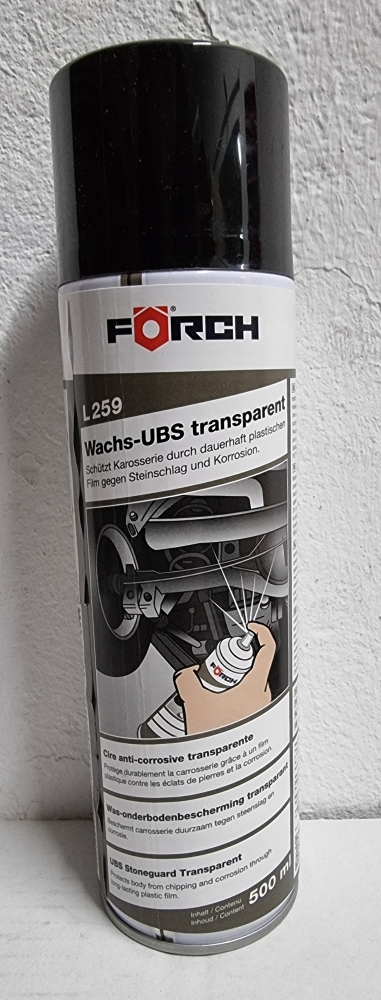 FÖRCH®
L259
Wachs-UBS transparent
Schützt Karosserie durch dauerhaft plastischen
Film gegen Steinschlag und Korrosion.
FÖRCH
Cire anti-corrosive transparente
Protège durablement la carrosserie grâce à un film
plastique contre les éclats de pierres et la corrosion.
Was-onderbodenbescherming transparant
Beschermt carrosserie duurzaam tegen steenslag en
corrosie.
UBS Stoneguard Transparent
Protects body from chipping and corrosion through
long-lasting plastic film.
Inhalt / Contenu
Inhoud / Content
500 ml